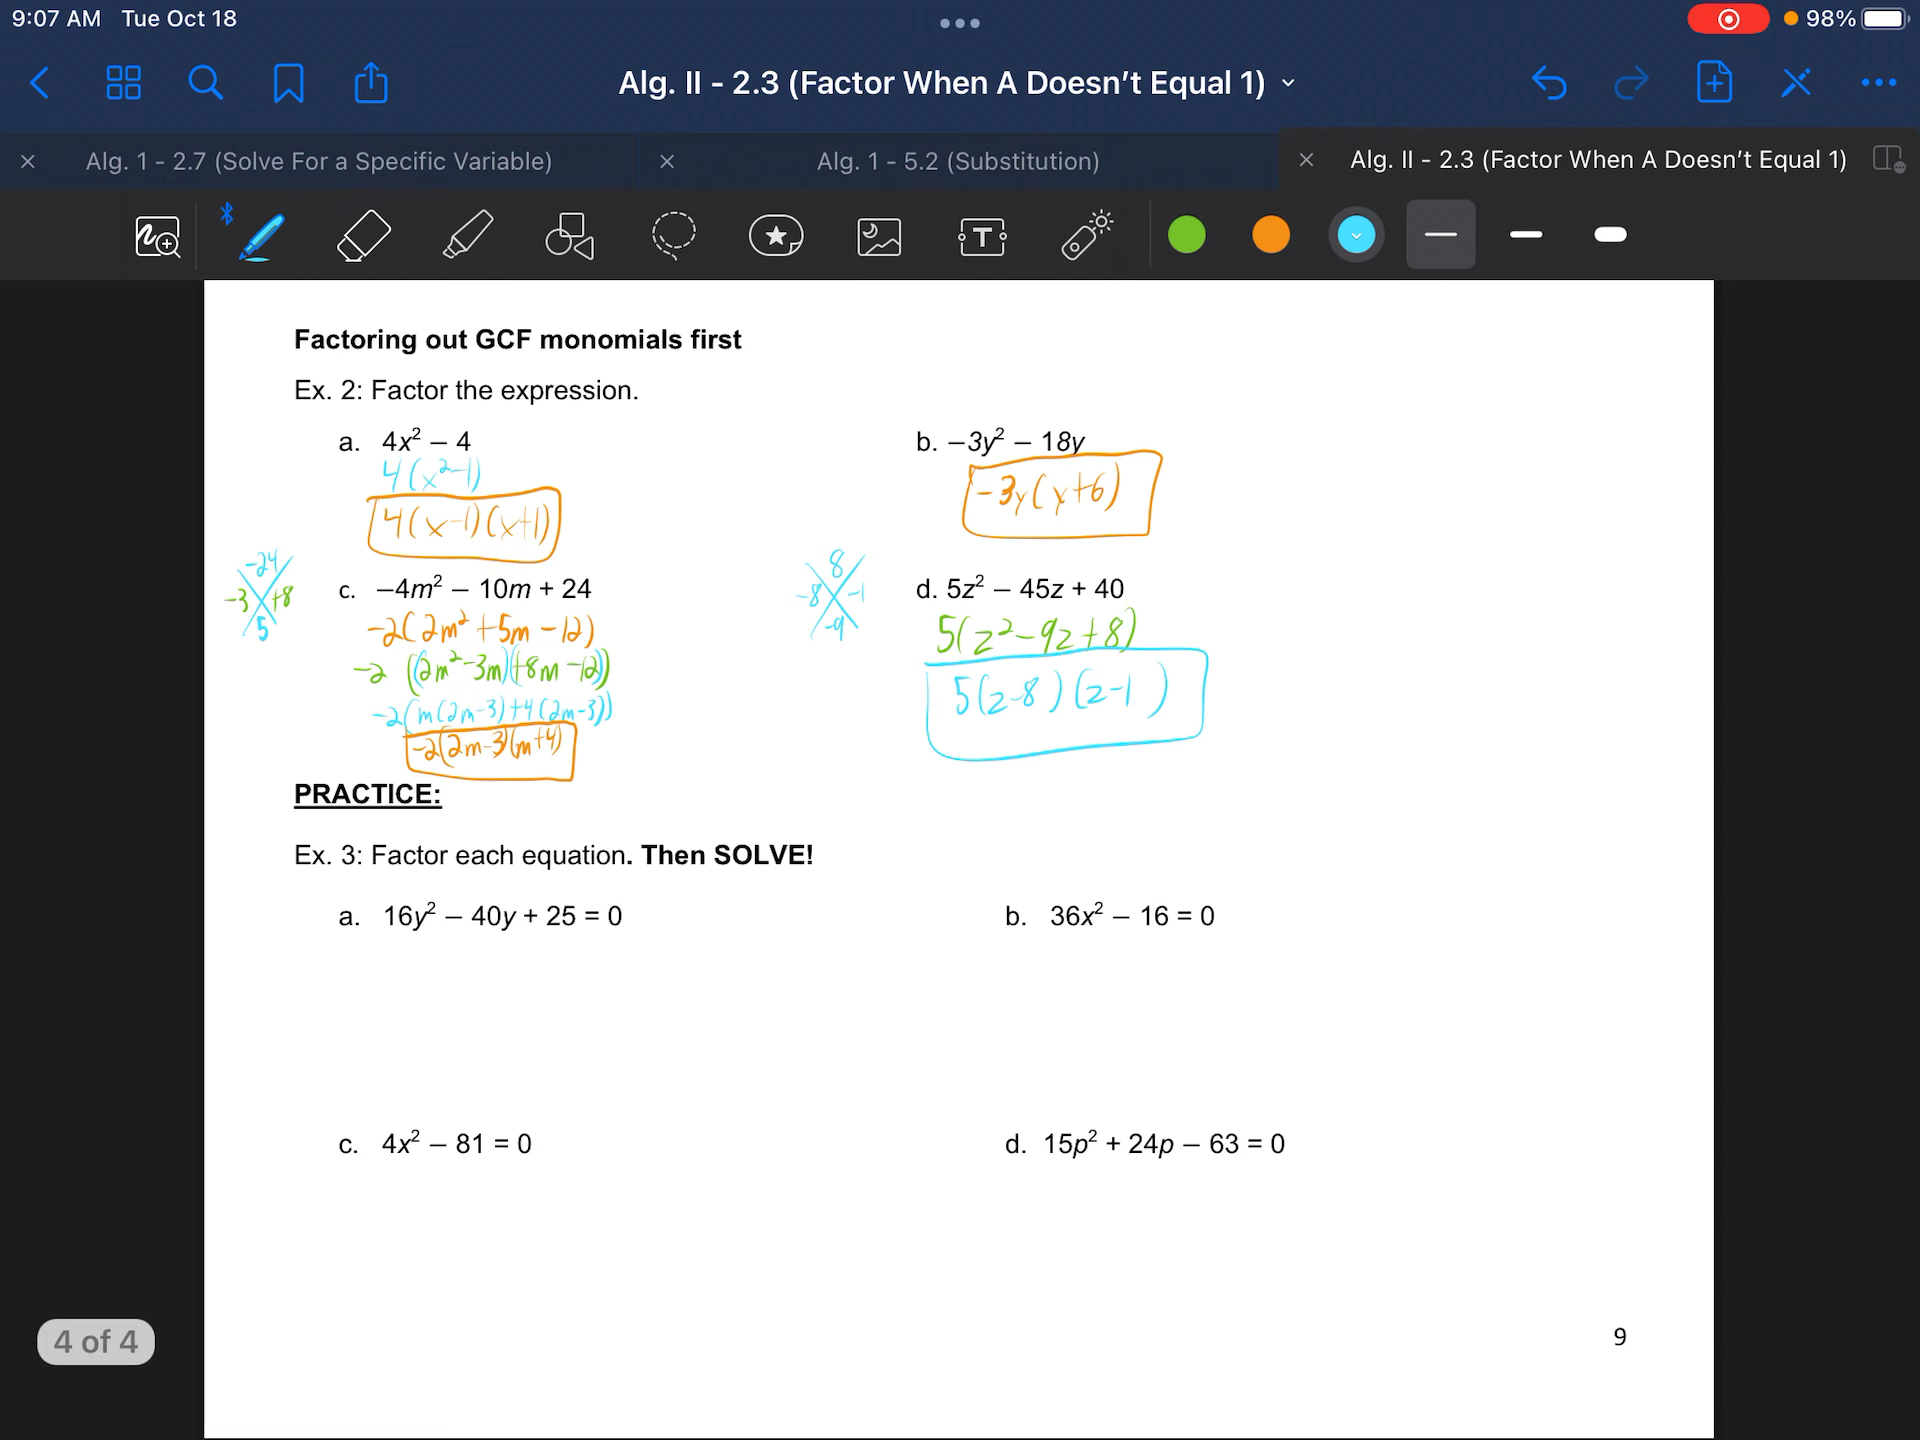 9:07 AM Tue Oct 18
98%
Alg. II - 2.3 (Factor When A Doesn't Equal 1)
Alg. 1 - 2.7 (Solve For a Specific Variable)
Alg. 1 - 5.2 (Substitution)
Alg. II - 2.3 (Factor When A Doesn't Equal 1)
Factoring out GCF monomials first
Ex. 2: Factor the expression.
a. 4x² – 4
4(x²-1)
4(x-1)(x+1)
b. –3y² – 18y
-3y(y+6)
-24
-3 +8
5
c. –4m² – 10m + 24
-2(2m² +5m -12)
-2 ((2m²-3m)(+8m -12))
-2(m(2m-3)+4(2m-3))
-2(2m-3)(m+4)
8
-8 -1
-9
d. 5z² – 45z + 40
5(z²-9z+8)
5(z-8)(z-1)
PRACTICE:
Ex. 3: Factor each equation. Then SOLVE!
a. 16y² – 40y + 25 = 0
b. 36x² – 16 = 0
c. 4x² – 81 = 0
d. 15p² + 24p – 63 = 0
4 of 4
9